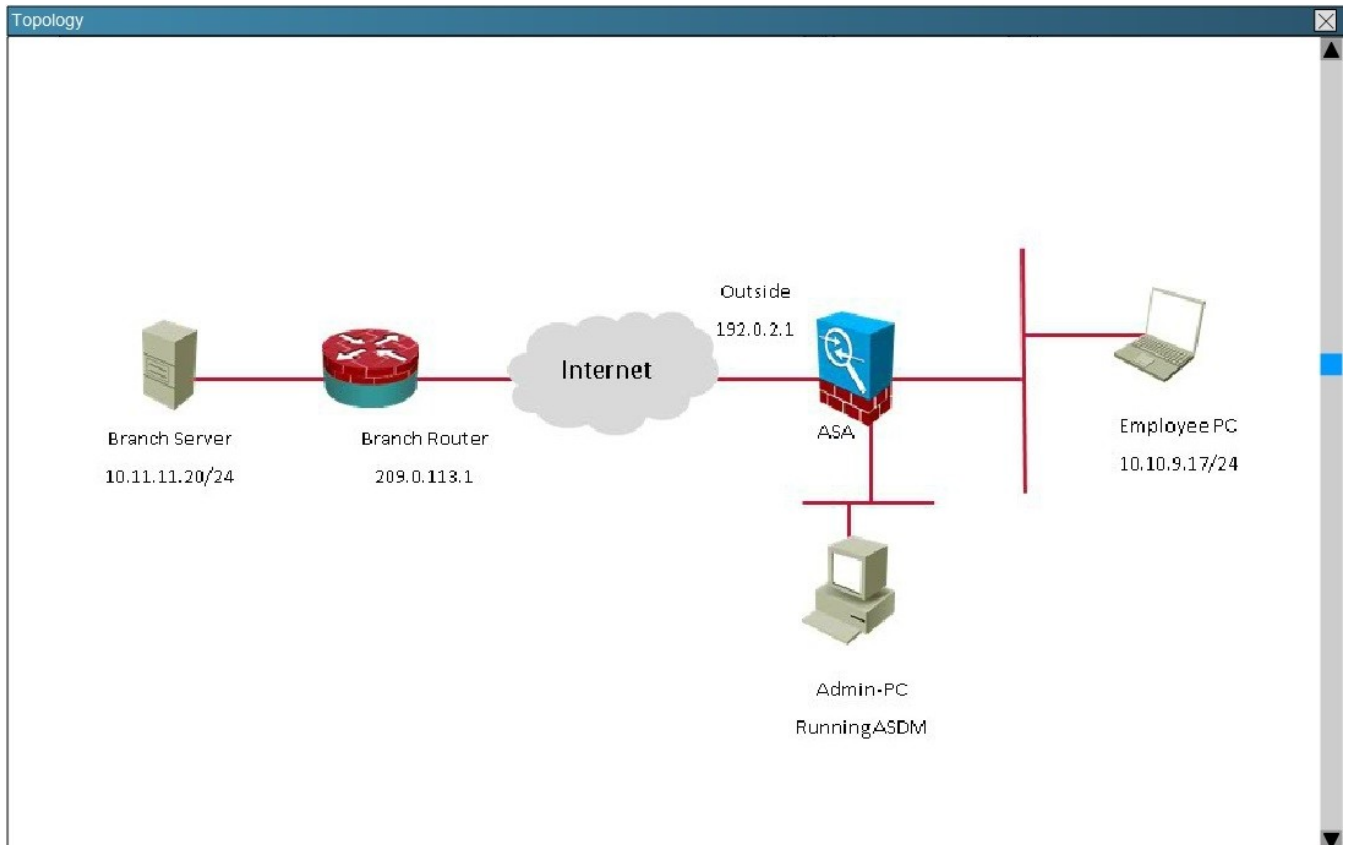 Topology
Outside
192.0.2.1
Internet
ASA
Branch Server
10.11.11.20/24
Branch Router
209.0.113.1
Employee PC
10.10.9.17/24
Admin-PC
RunningASDM